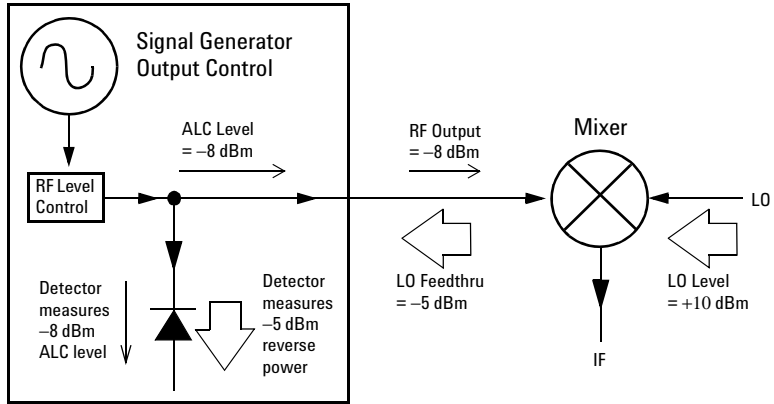 Signal Generator
Output Control
ALC Level
= –8 dBm
RF Output
= –8 dBm
Mixer
RF Level
Control
LO
LO Feedthru
= –5 dBm
LO Level
= +10 dBm
Detector
measures
–8 dBm
ALC level
Detector
measures
–5 dBm
reverse
power
IF